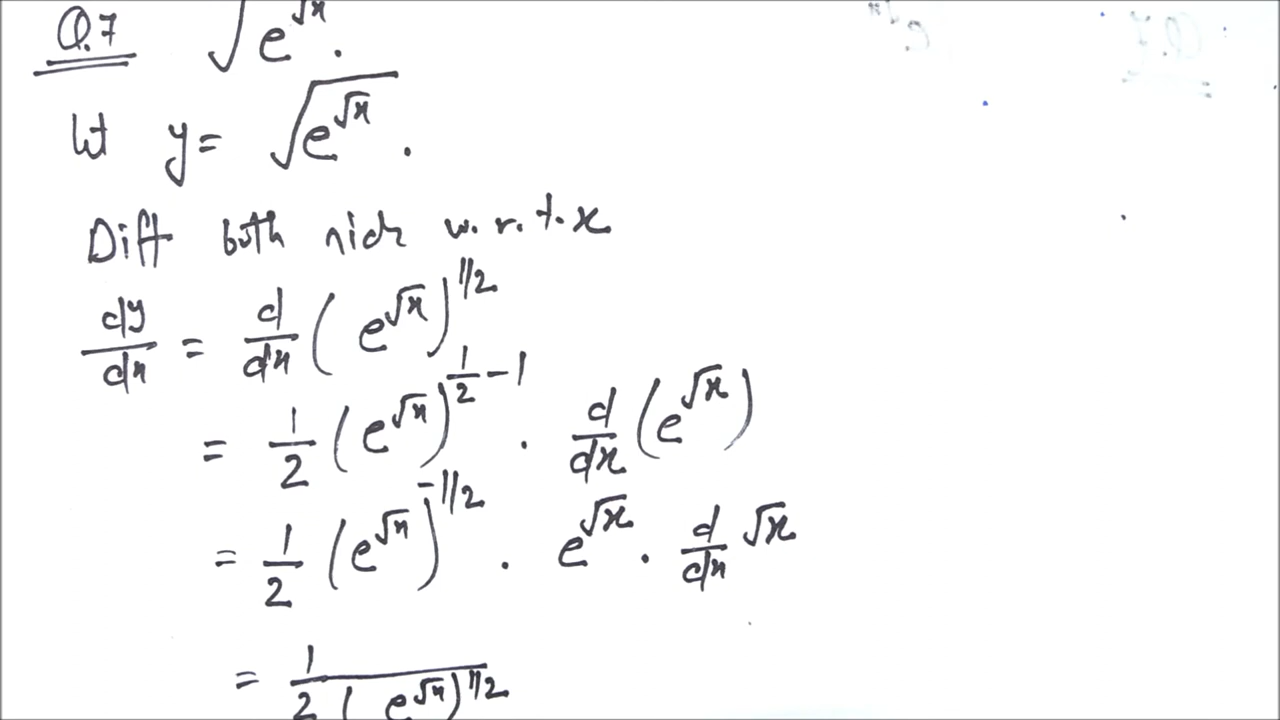 Q.7 √e^√x .
Let y = √(e^√x) .
Diff both side w.r.t. x
dy/dx = d/dx (e^√x)^1/2
= 1/2 (e^√x)^(1/2 - 1) . d/dx (e^√x)
= 1/2 (e^√x)^-1/2 . e^√x . d/dx √x
= 1/2 (e^√x)^1/2